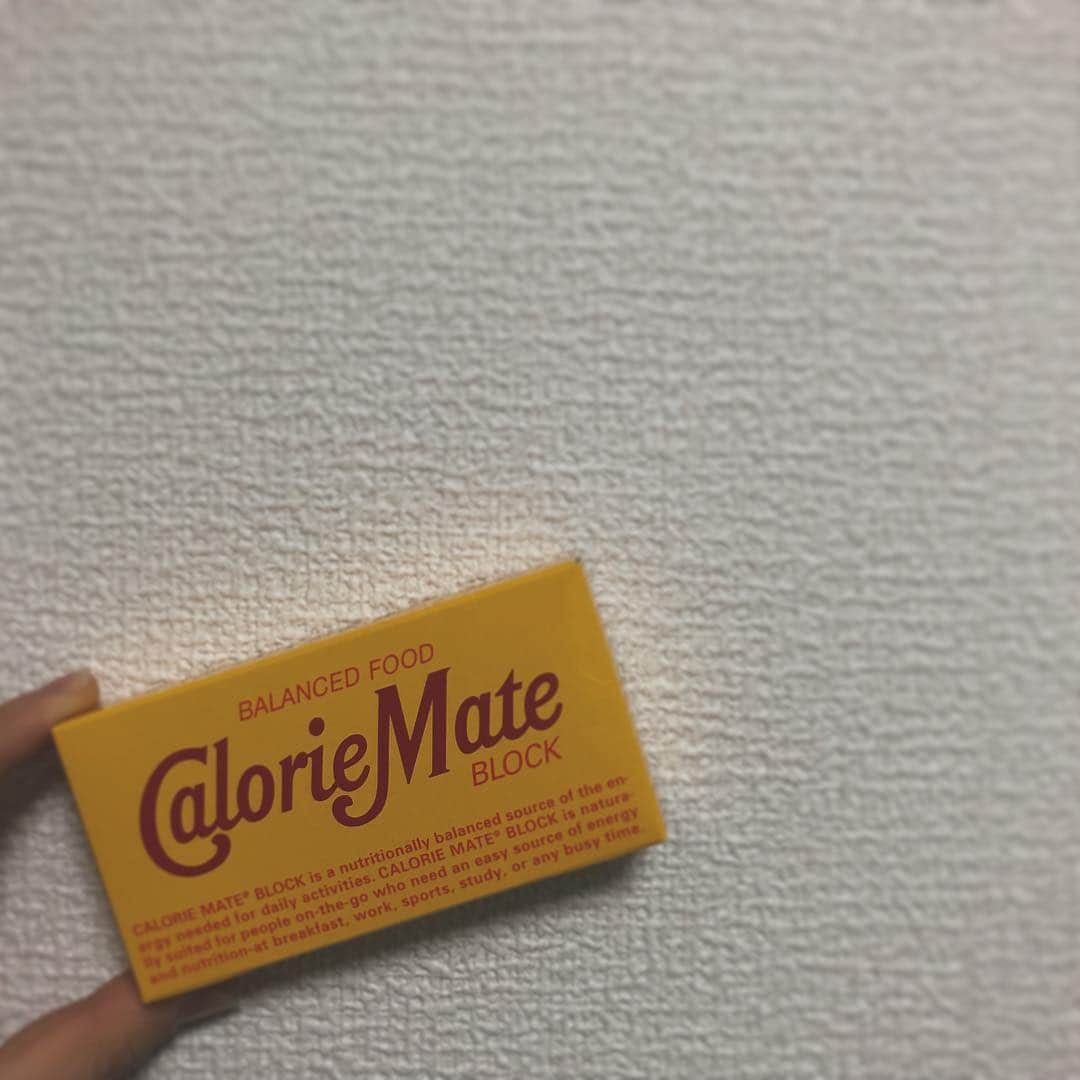 BALANCED FOOD
CalorieMate
BLOCK
CALORIE MATE® BLOCK is a nutritionally balanced source of the en-
ergy needed for daily activities. CALORIE MATE® BLOCK is natura-
lly suited for people on-the-go who need an easy source of energy
and nutrition-at breakfast, work, sports, study, or any busy time.